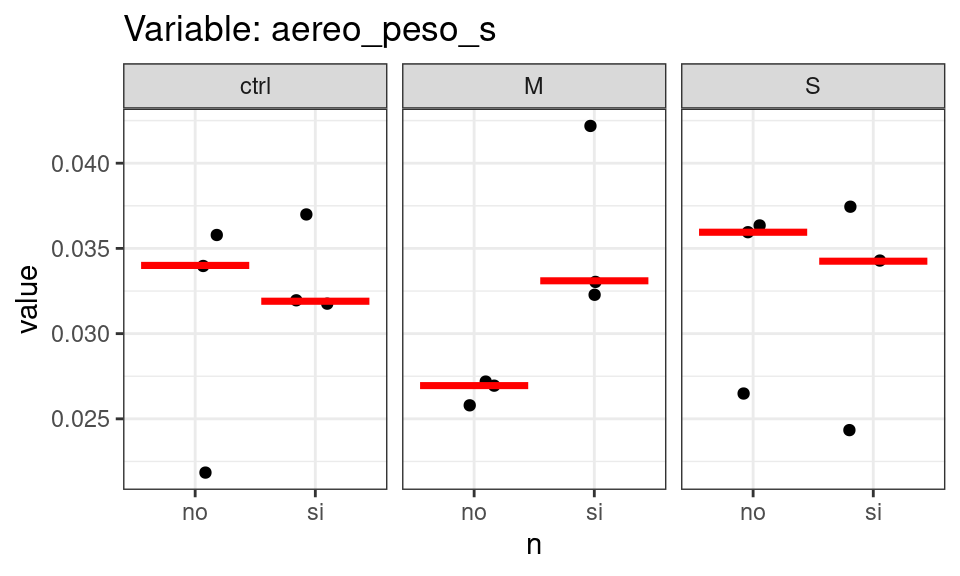 Variable: aereo_peso_s
ctrl M S
value
0.040
0.035
0.030
0.025
no si no si no si
n